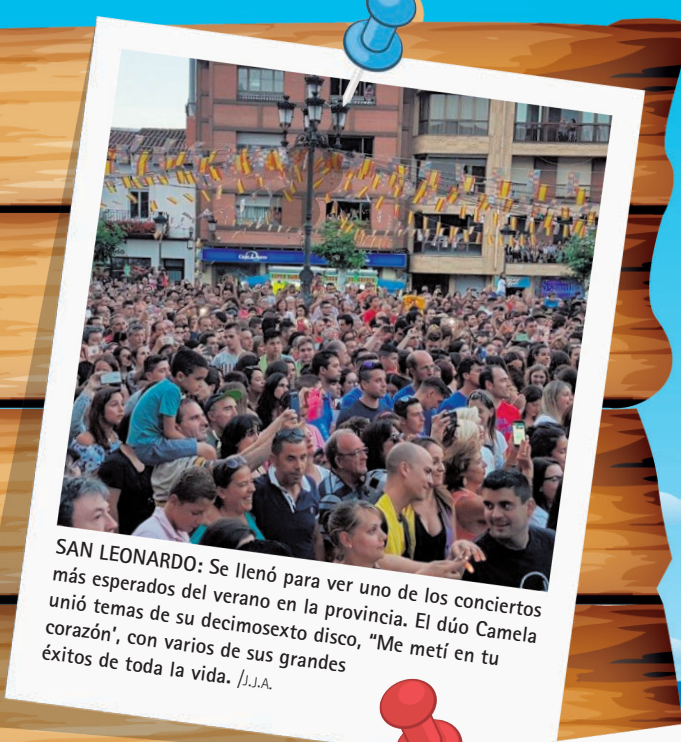 SAN LEONARDO: Se llenó para ver uno de los conciertos
más esperados del verano en la provincia. El dúo Camela
unió temas de su decimosexto disco, "Me metí en tu
corazón', con varios de sus grandes
éxitos de toda la vida. /J.J.A.